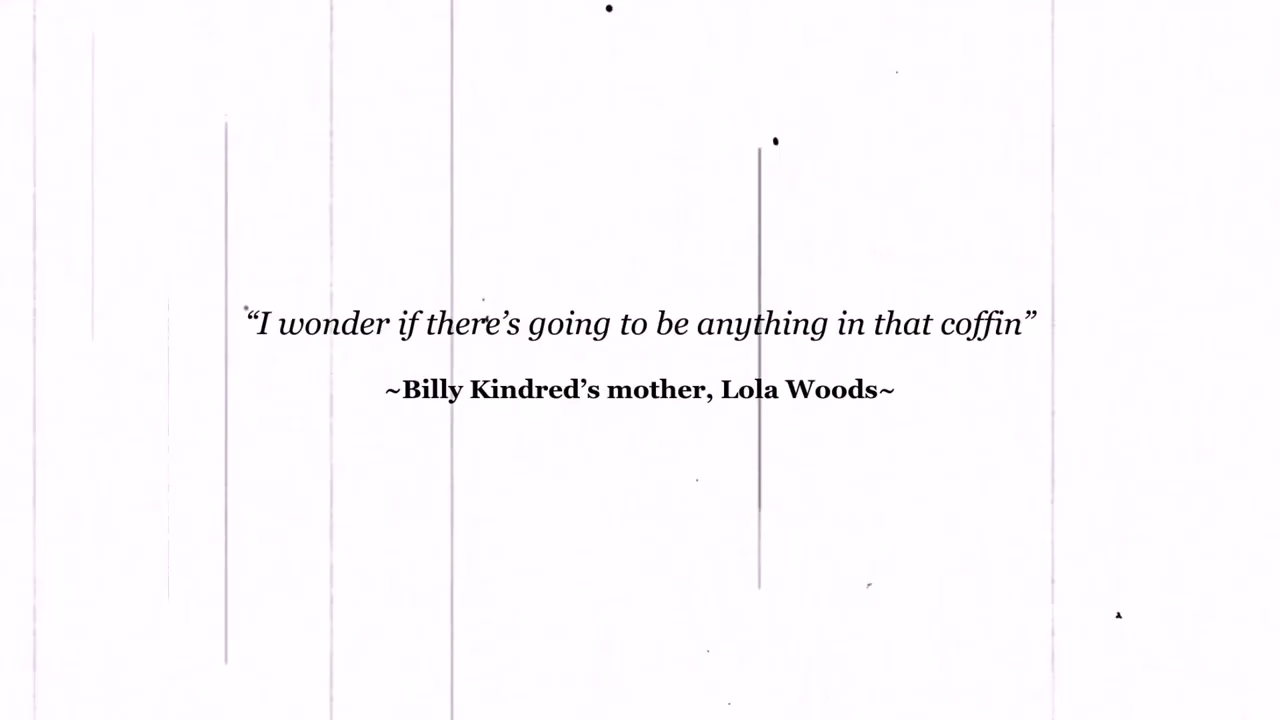 “I wonder if there’s going to be anything in that coffin”
~Billy Kindred’s mother, Lola Woods~